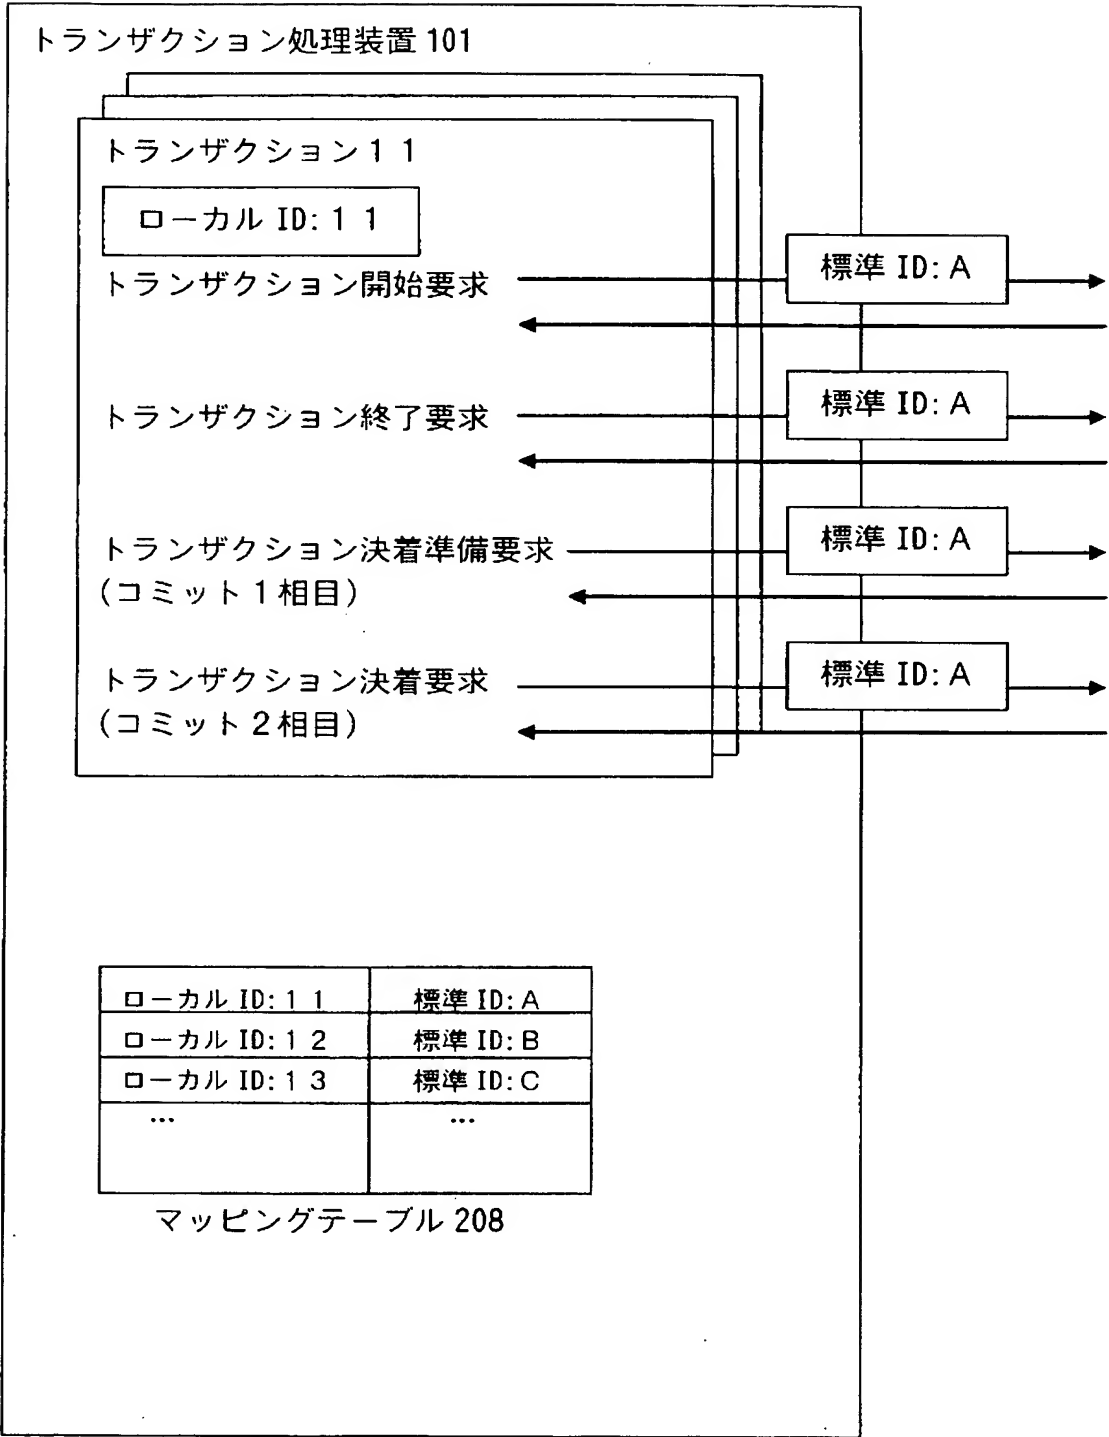 トランザクション処理装置 101
トランザクション11
ローカル ID:11
トランザクション開始要求
標準 ID:A
トランザクション終了要求
標準 ID:A
トランザクション決着準備要求
(コミット1相目)
標準 ID:A
トランザクション決着要求
(コミット2相目)
標準 ID:A
ローカル ID:11 標準 ID:A
ローカル ID:12 標準 ID:B
ローカル ID:13 標準 ID:C
… …
マッピングテーブル 208